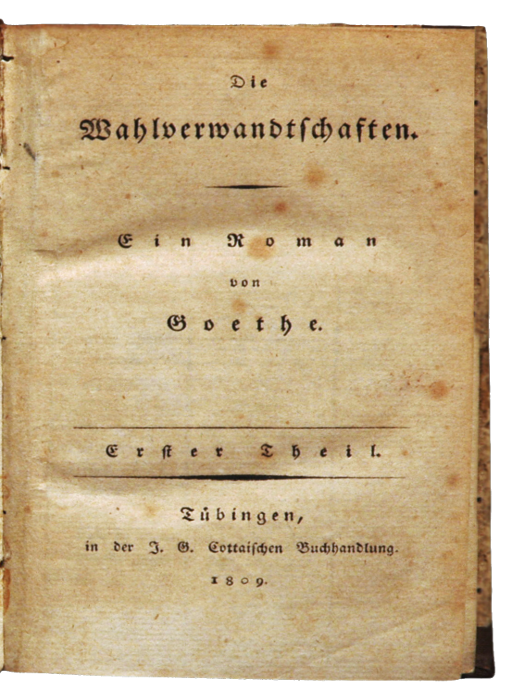 Die
Wahlverwandtschaften.
Ein Roman
von
Goethe.
Erster Theil.
Tübingen,
in der J. G. Cottaischen Buchhandlung.
1809.